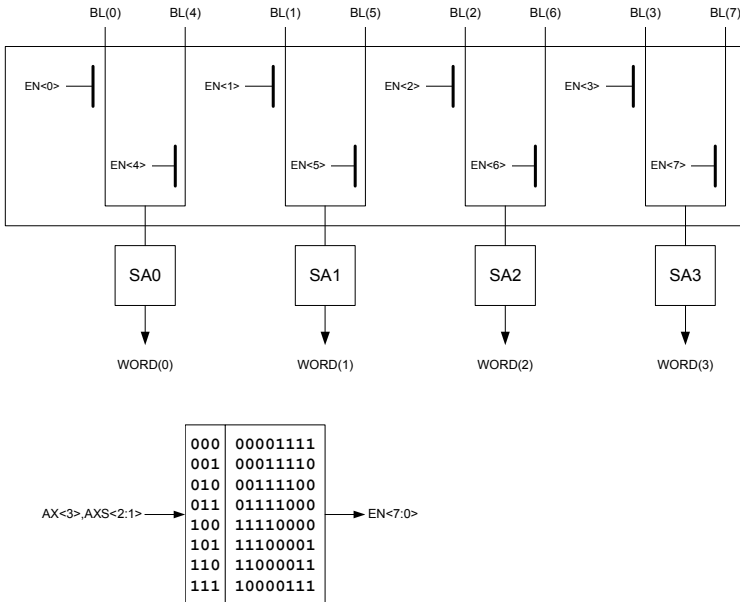 BL(0) BL(4) BL(1) BL(5) BL(2) BL(6) BL(3) BL(7)
EN<0> EN<1> EN<2> EN<3>
EN<4> EN<5> EN<6> EN<7>
SA0 SA1 SA2 SA3
WORD(0) WORD(1) WORD(2) WORD(3)
000 00001111
001 00011110
010 00111100
AX<3>,AXS<2:1> 011 01111000 EN<7:0>
100 11110000
101 11100001
110 11000011
111 10000111